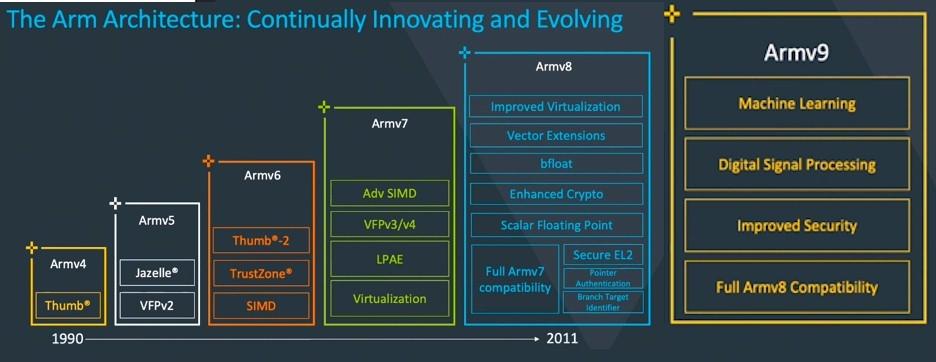 The Arm Architecture: Continually Innovating and Evolving
Armv4
Thumb®
Armv5
Jazelle®
VFPv2
Armv6
Thumb®-2
TrustZone®
SIMD
Armv7
Adv SIMD
VFPv3/v4
LPAE
Virtualization
Armv8
Improved Virtualization
Vector Extensions
bfloat
Enhanced Crypto
Scalar Floating Point
Full Armv7
compatibility
Secure EL2
Pointer
Authentication
Branch Target
Identifier
Armv9
Machine Learning
Digital Signal Processing
Improved Security
Full Armv8 Compatibility
1990
2011